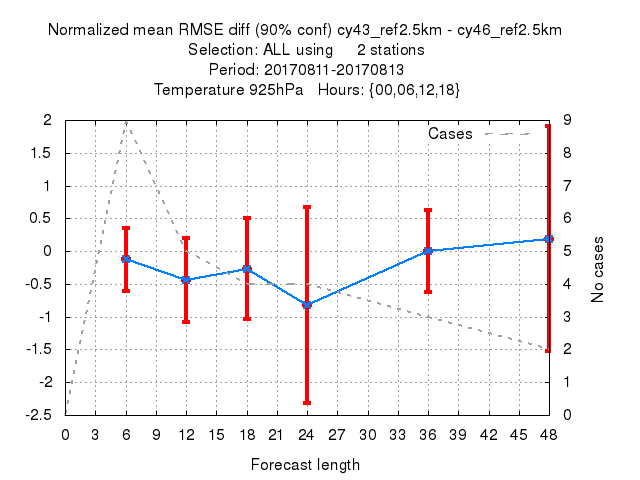 Normalized mean RMSE diff (90% conf) cy43_ref2.5km - cy46_ref2.5km
Selection: ALL using     2 stations
Period: 20170811-20170813
Temperature 925hPa   Hours: {00,06,12,18}
Cases
2
1.5
1
0.5
0
-0.5
-1
-1.5
-2
-2.5
9
8
7
6
5
4
3
2
1
0
No cases
0 3 6 9 12 15 18 21 24 27 30 33 36 39 42 45 48
Forecast length